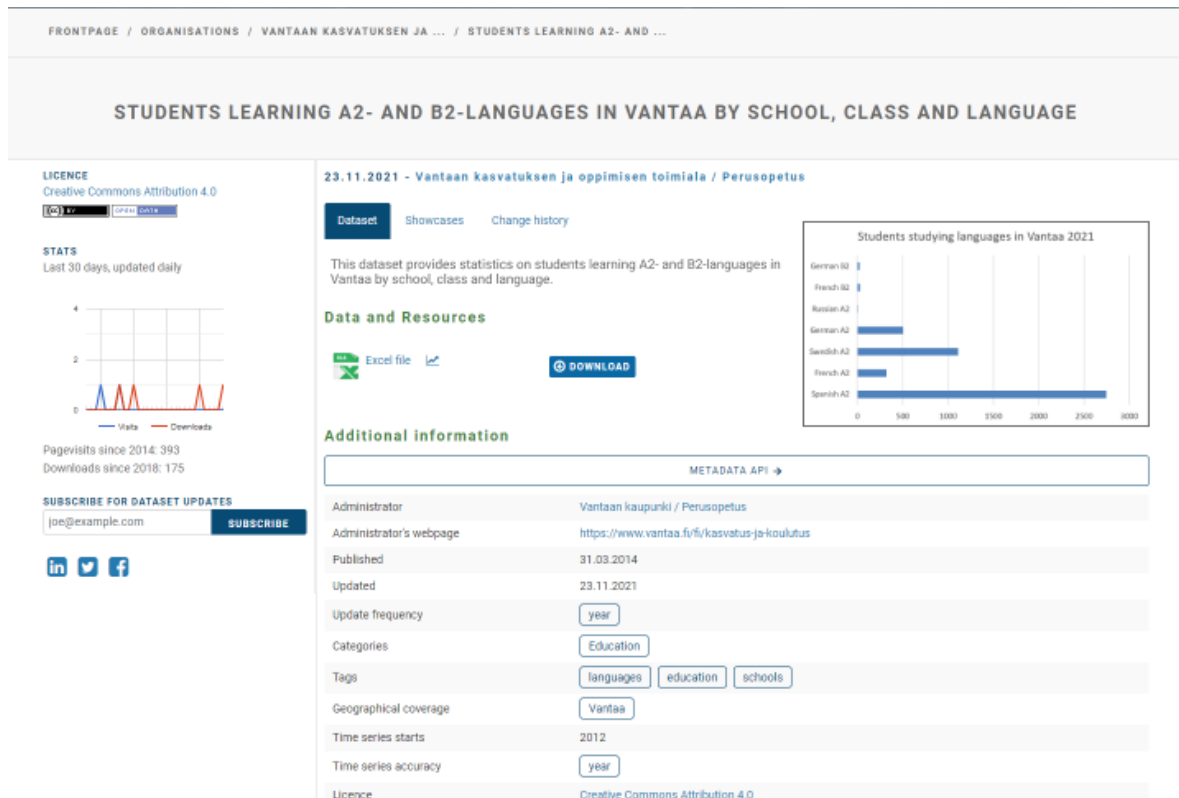 FRONTPAGE / ORGANISATIONS / VANTAAN KASVATUKSEN JA ... / STUDENTS LEARNING A2- AND ...
STUDENTS LEARNING A2- AND B2-LANGUAGES IN VANTAA BY SCHOOL, CLASS AND LANGUAGE
LICENCE
Creative Commons Attribution 4.0
(cc) BY OPEN DATA
STATS
Last 30 days, updated daily
4
2
0
Visits Downloads
Pagevisits since 2014: 393
Downloads since 2018: 175
SUBSCRIBE FOR DATASET UPDATES
joe@example.com SUBSCRIBE
23.11.2021 - Vantaan kasvatuksen ja oppimisen toimiala / Perusopetus
Dataset Showcases Change history
This dataset provides statistics on students learning A2- and B2-languages in
Vantaa by school, class and language.
Data and Resources
Excel file DOWNLOAD
Students studying languages in Vantaa 2021
German B2
French B2
Russian A2
German A2
Swedish A2
French A2
Spanish A2
0 500 1000 1500 2000 2500 3000
Additional information
METADATA API
Administrator Vantaan kaupunki / Perusopetus
Administrator's webpage https://www.vantaa.fi/fi/kasvatus-ja-koulutus
Published 31.03.2014
Updated 23.11.2021
Update frequency year
Categories Education
Tags languages education schools
Geographical coverage Vantaa
Time series starts 2012
Time series accuracy year
Licence Creative Commons Attribution 4.0